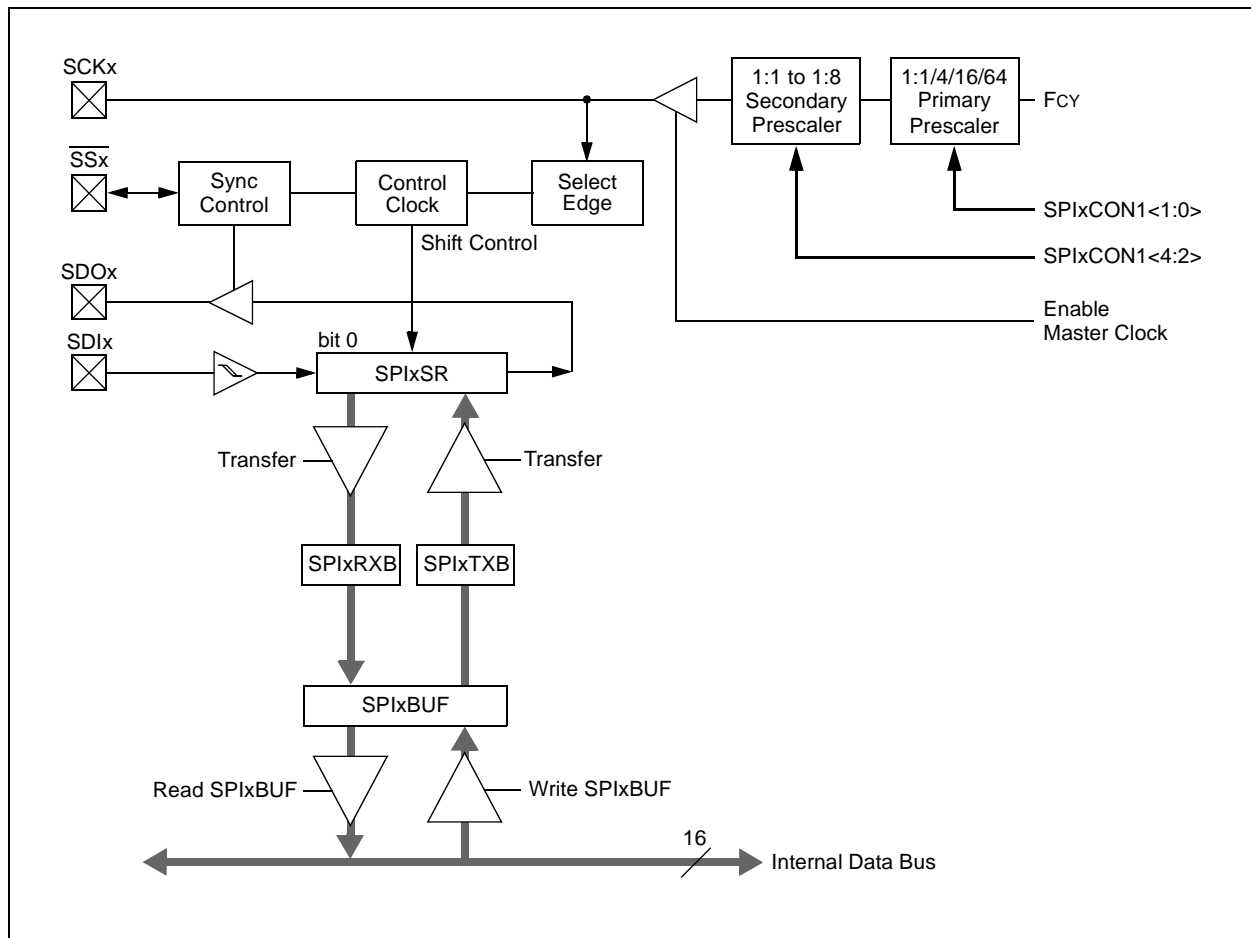 SCKx
1:1 to 1:8
Secondary
Prescaler
1:1/4/16/64
Primary
Prescaler
FCY
SSx
Sync
Control
Control
Clock
Select
Edge
Shift Control
SPIxCON1<1:0>
SPIxCON1<4:2>
SDOx
Enable
Master Clock
SDIx
bit 0
SPIxSR
Transfer
Transfer
SPIxRXB
SPIxTXB
SPIxBUF
Read SPIxBUF
Write SPIxBUF
16
Internal Data Bus